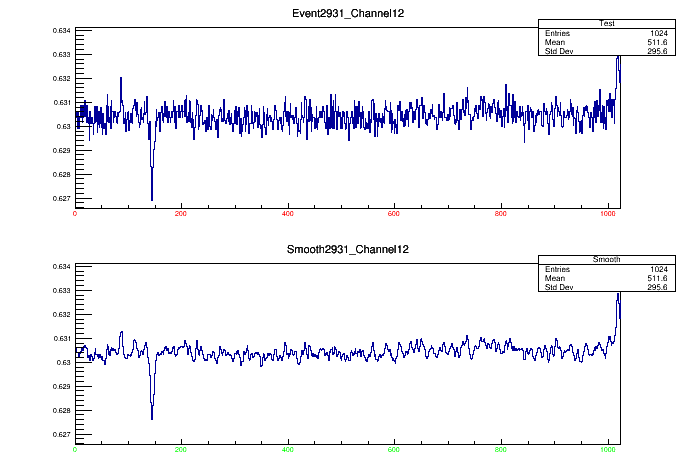 Event2931_Channel12
Test
Entries 1024
Mean 511.6
Std Dev 295.6
0.634
0.633
0.632
0.631
0.63
0.629
0.628
0.627
0 200 400 600 800 1000
Smooth2931_Channel12
Smooth
Entries 1024
Mean 511.6
Std Dev 295.6
0.634
0.633
0.632
0.631
0.63
0.629
0.628
0.627
0 200 400 600 800 1000